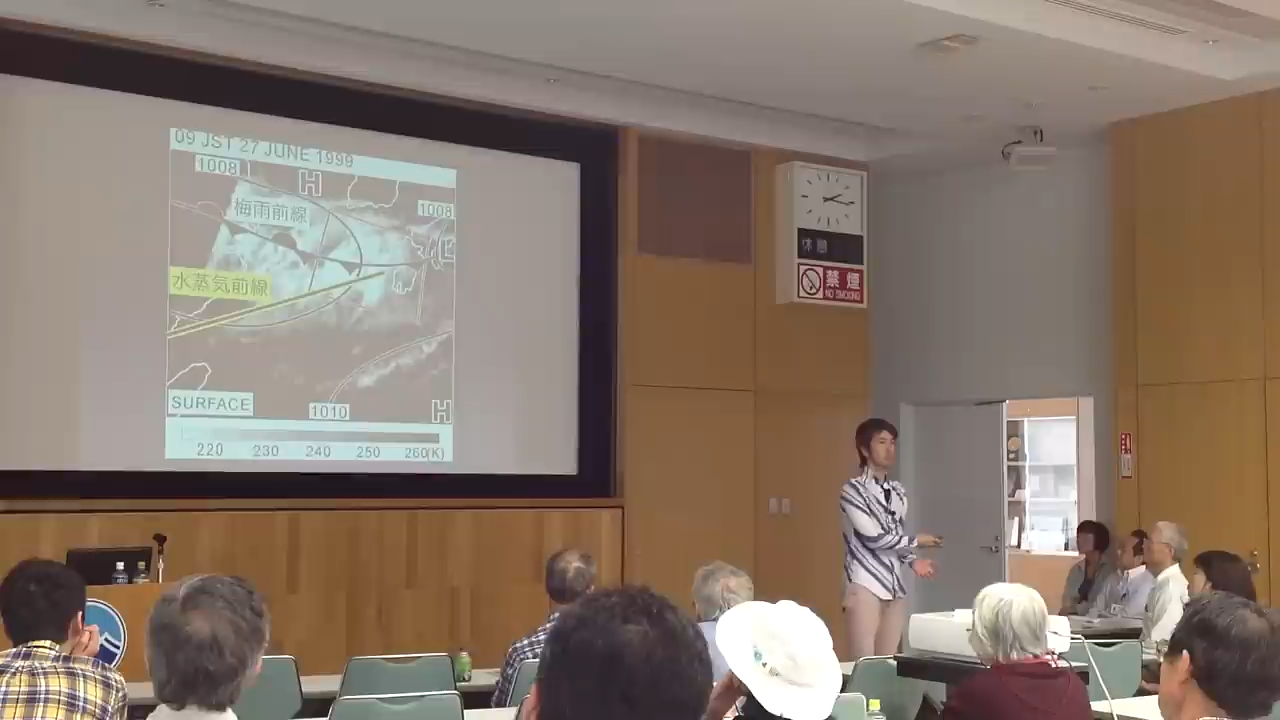 09 JST 27 JUNE 1999
1008
H
1008
梅雨前線
水蒸気前線
SURFACE
1010
H
220 230 240 250 260(K)
休憩
禁煙
NO SMOKING